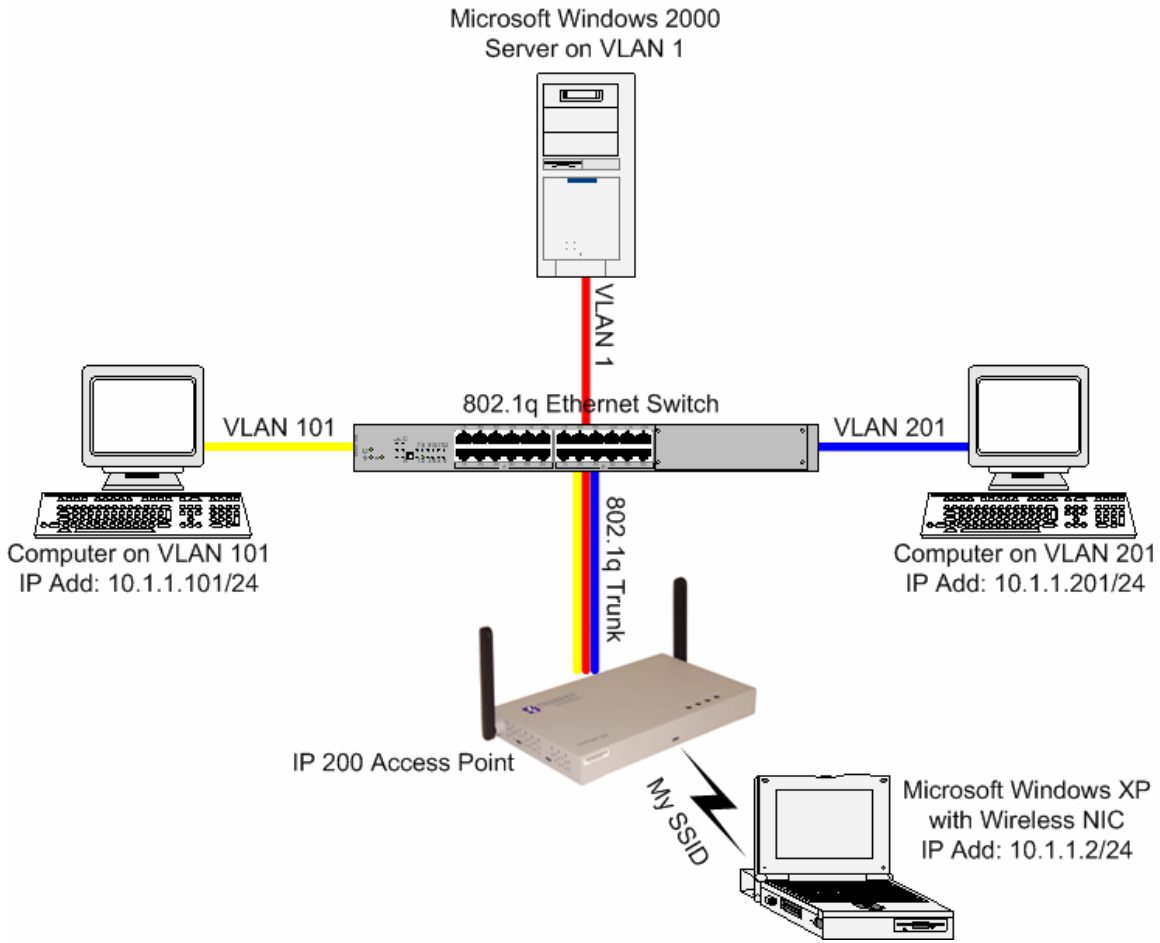 Microsoft Windows 2000
Server on VLAN 1
VLAN 1
802.1q Ethernet Switch
VLAN 101
VLAN 201
Computer on VLAN 101
IP Add: 10.1.1.101/24
Computer on VLAN 201
IP Add: 10.1.1.201/24
802.1q Trunk
IP 200 Access Point
My SSID
Microsoft Windows XP
with Wireless NIC
IP Add: 10.1.1.2/24